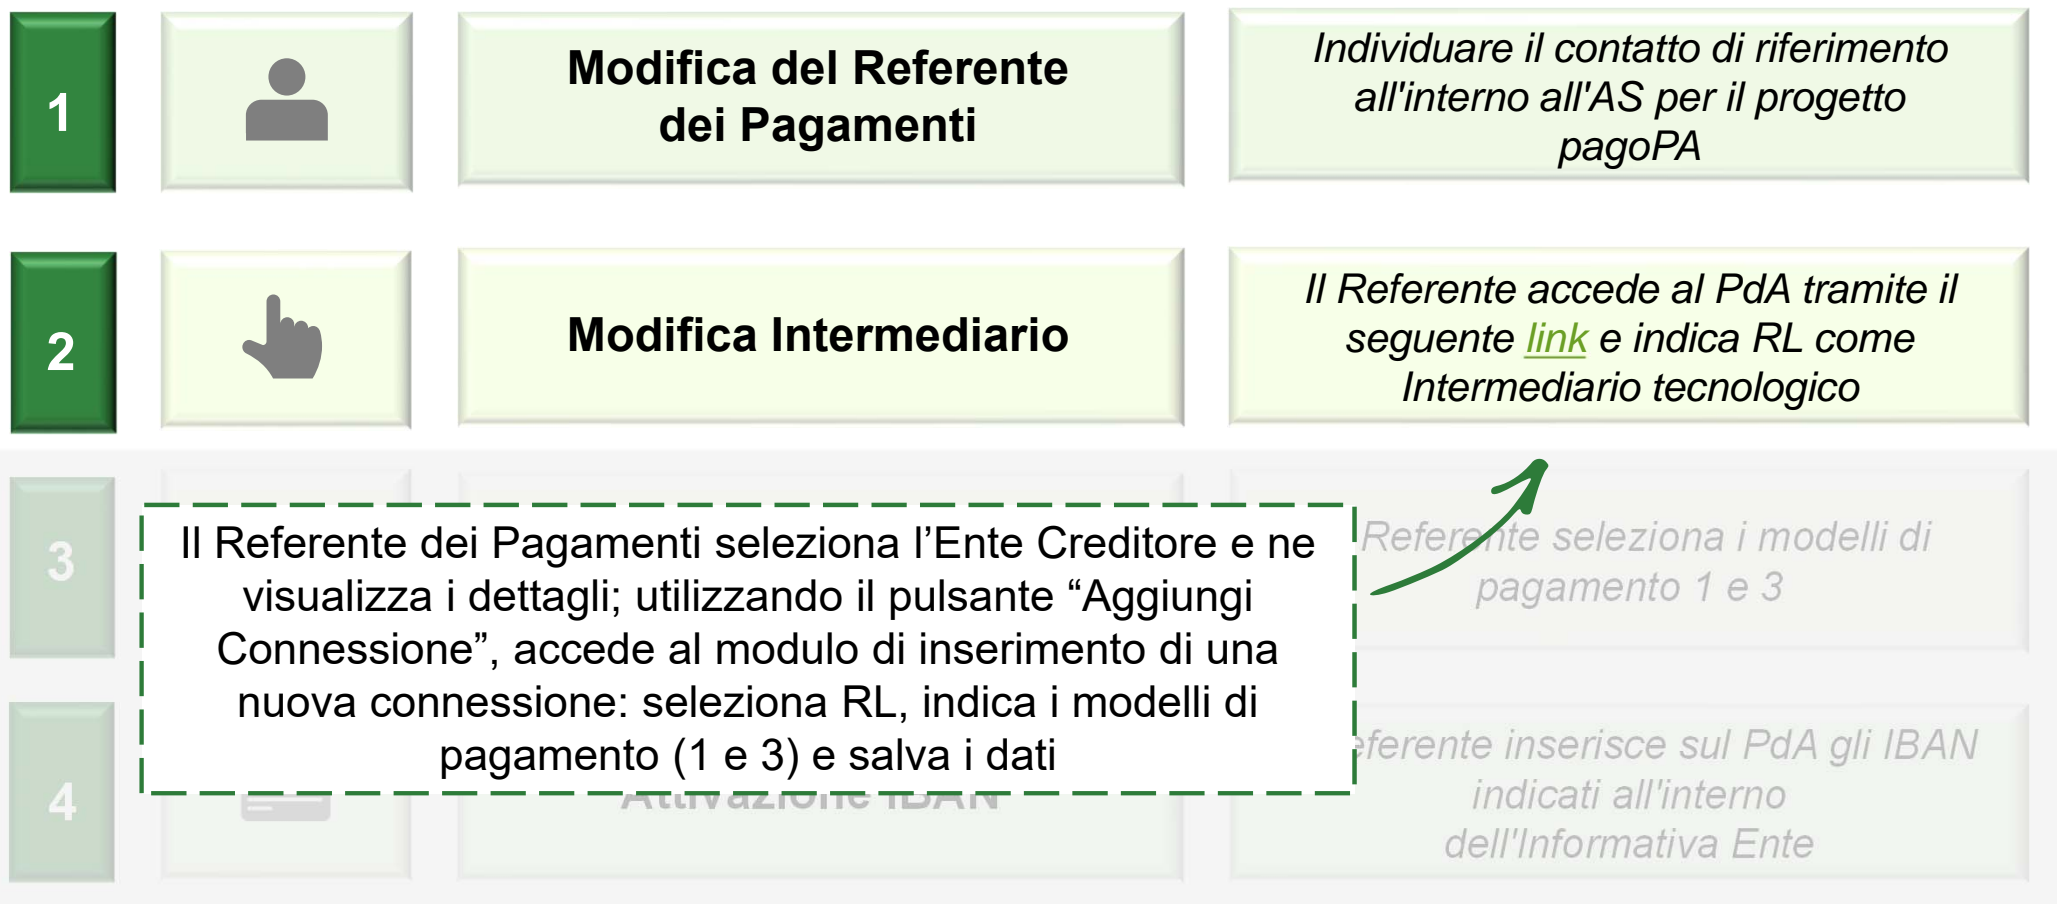 1
Modifica del Referente
dei Pagamenti
Individuare il contatto di riferimento
all'interno all'AS per il progetto
pagoPA
2
Modifica Intermediario
Il Referente accede al PdA tramite il
seguente link e indica RL come
Intermediario tecnologico
3
Il Referente dei Pagamenti seleziona l’Ente Creditore e ne
visualizza i dettagli; utilizzando il pulsante “Aggiungi
Connessione”, accede al modulo di inserimento di una
nuova connessione: seleziona RL, indica i modelli di
pagamento (1 e 3) e salva i dati
Referente seleziona i modelli di
pagamento 1 e 3
4
Attivazione IBAN
eferente inserisce sul PdA gli IBAN
indicati all'interno
dell'Informativa Ente